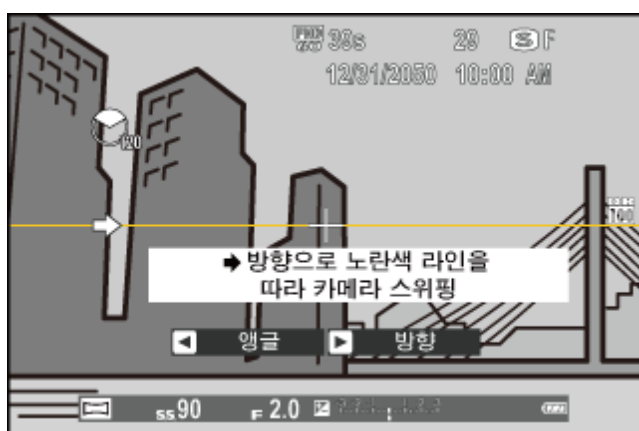 36s 29 S F
12/31/2050 10:00 AM
120
방향으로 노란색 라인을
따라 카메라 스위핑
앵글 방향
SS 90 F 2.0